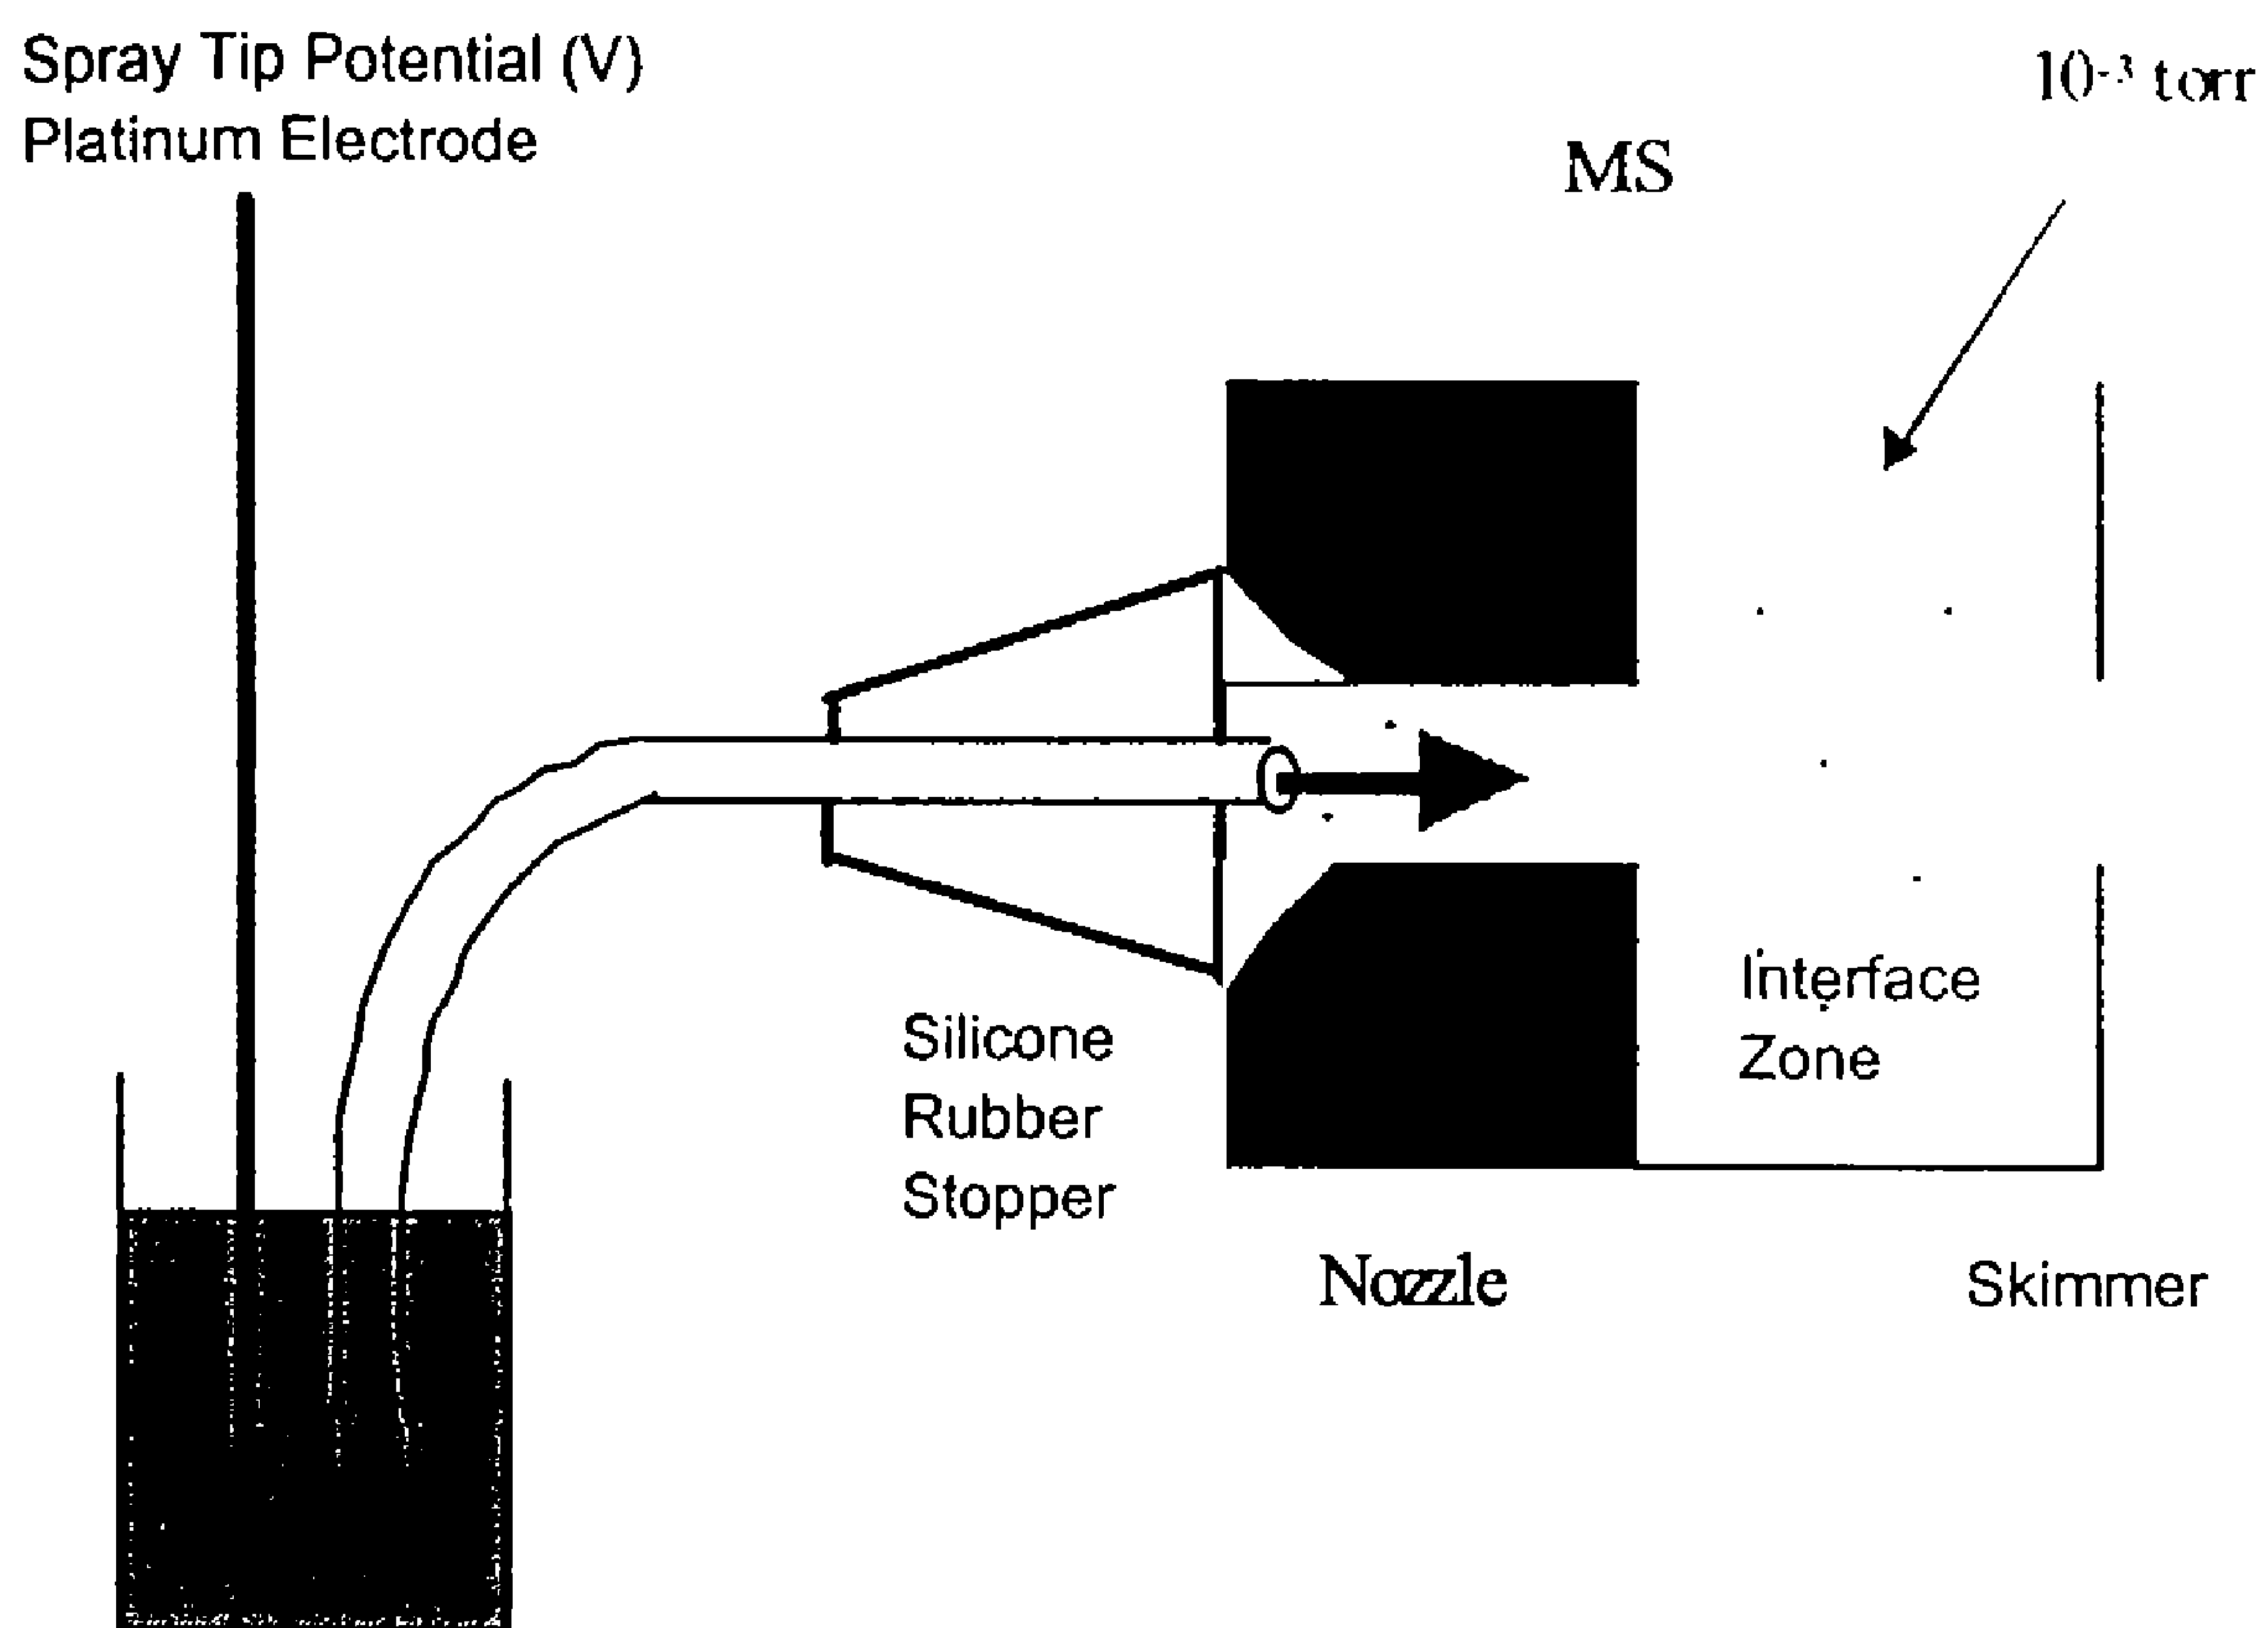 Spray Tip Potential (V)
Platinum Electrode
10-3 torr
MS
Interface
Zone
Silicone
Rubber
Stopper
Nozzle
Skimmer